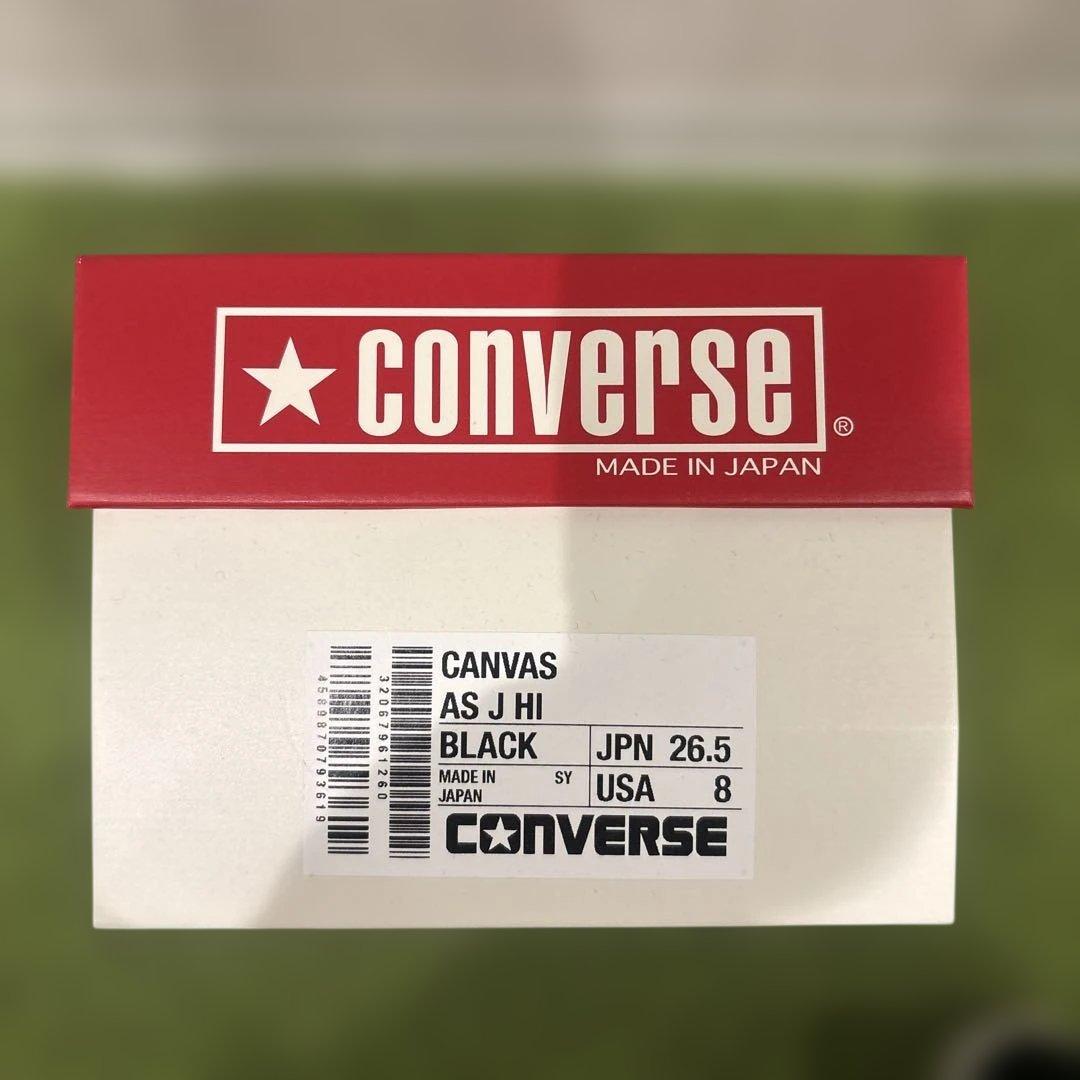 ★ converse ®
MADE IN JAPAN
CANVAS
AS J HI
BLACK JPN 26.5
MADE IN JAPAN SY USA 8
CONVERSE
4589870793619
32067961260